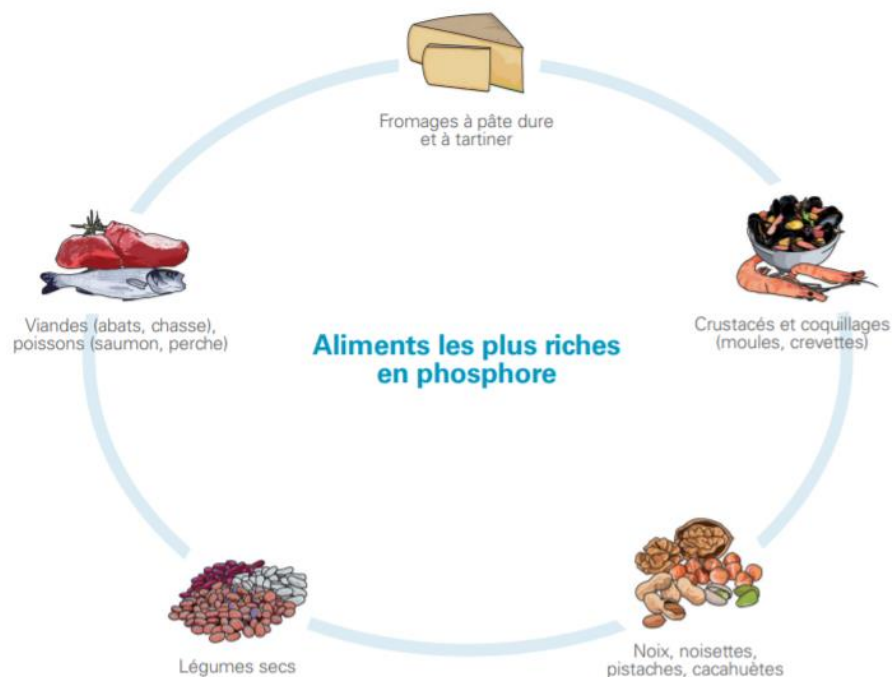 Fromages à pâte dure
et à tartiner
Viandes (abats, chasse),
poissons (saumon, perche)
Crustacés et coquillages
(moules, crevettes)
Aliments les plus riches
en phosphore
Légumes secs
Noix, noisettes,
pistaches, cacahuètes